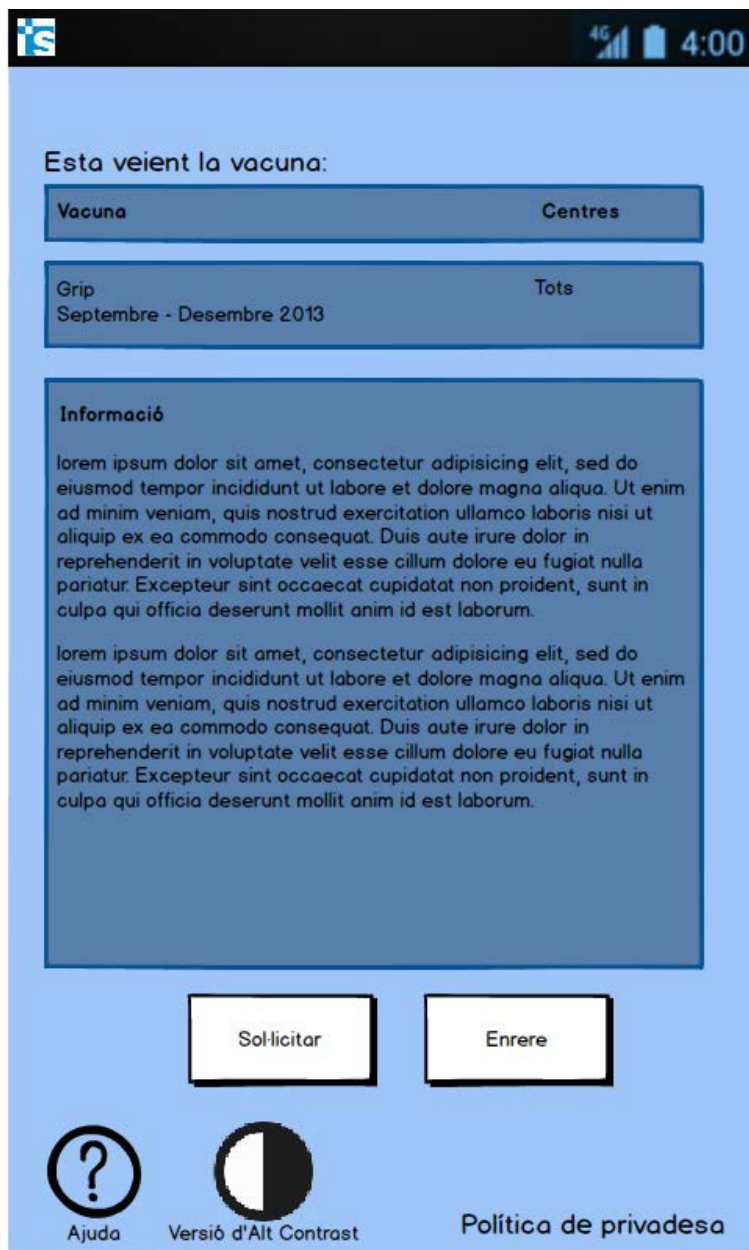 iS
4G 4:00
Esta veient la vacuna:
Vacuna Centres
Grip Tots
Septembre - Desembre 2013
Informació
lorem ipsum dolor sit amet, consectetur adipisicing elit, sed do
eiusmod tempor incididunt ut labore et dolore magna aliqua. Ut enim
ad minim veniam, quis nostrud exercitation ullamco laboris nisi ut
aliquip ex ea commodo consequat. Duis aute irure dolor in
reprehenderit in voluptate velit esse cillum dolore eu fugiat nulla
pariatur. Excepteur sint occaecat cupidatat non proident, sunt in
culpa qui officia deserunt mollit anim id est laborum.
lorem ipsum dolor sit amet, consectetur adipisicing elit, sed do
eiusmod tempor incididunt ut labore et dolore magna aliqua. Ut enim
ad minim veniam, quis nostrud exercitation ullamco laboris nisi ut
aliquip ex ea commodo consequat. Duis aute irure dolor in
reprehenderit in voluptate velit esse cillum dolore eu fugiat nulla
pariatur. Excepteur sint occaecat cupidatat non proident, sunt in
culpa qui officia deserunt mollit anim id est laborum.
Sol·licitar Enrere
?
Ajuda Versió d'Alt Contrast Política de privadesa